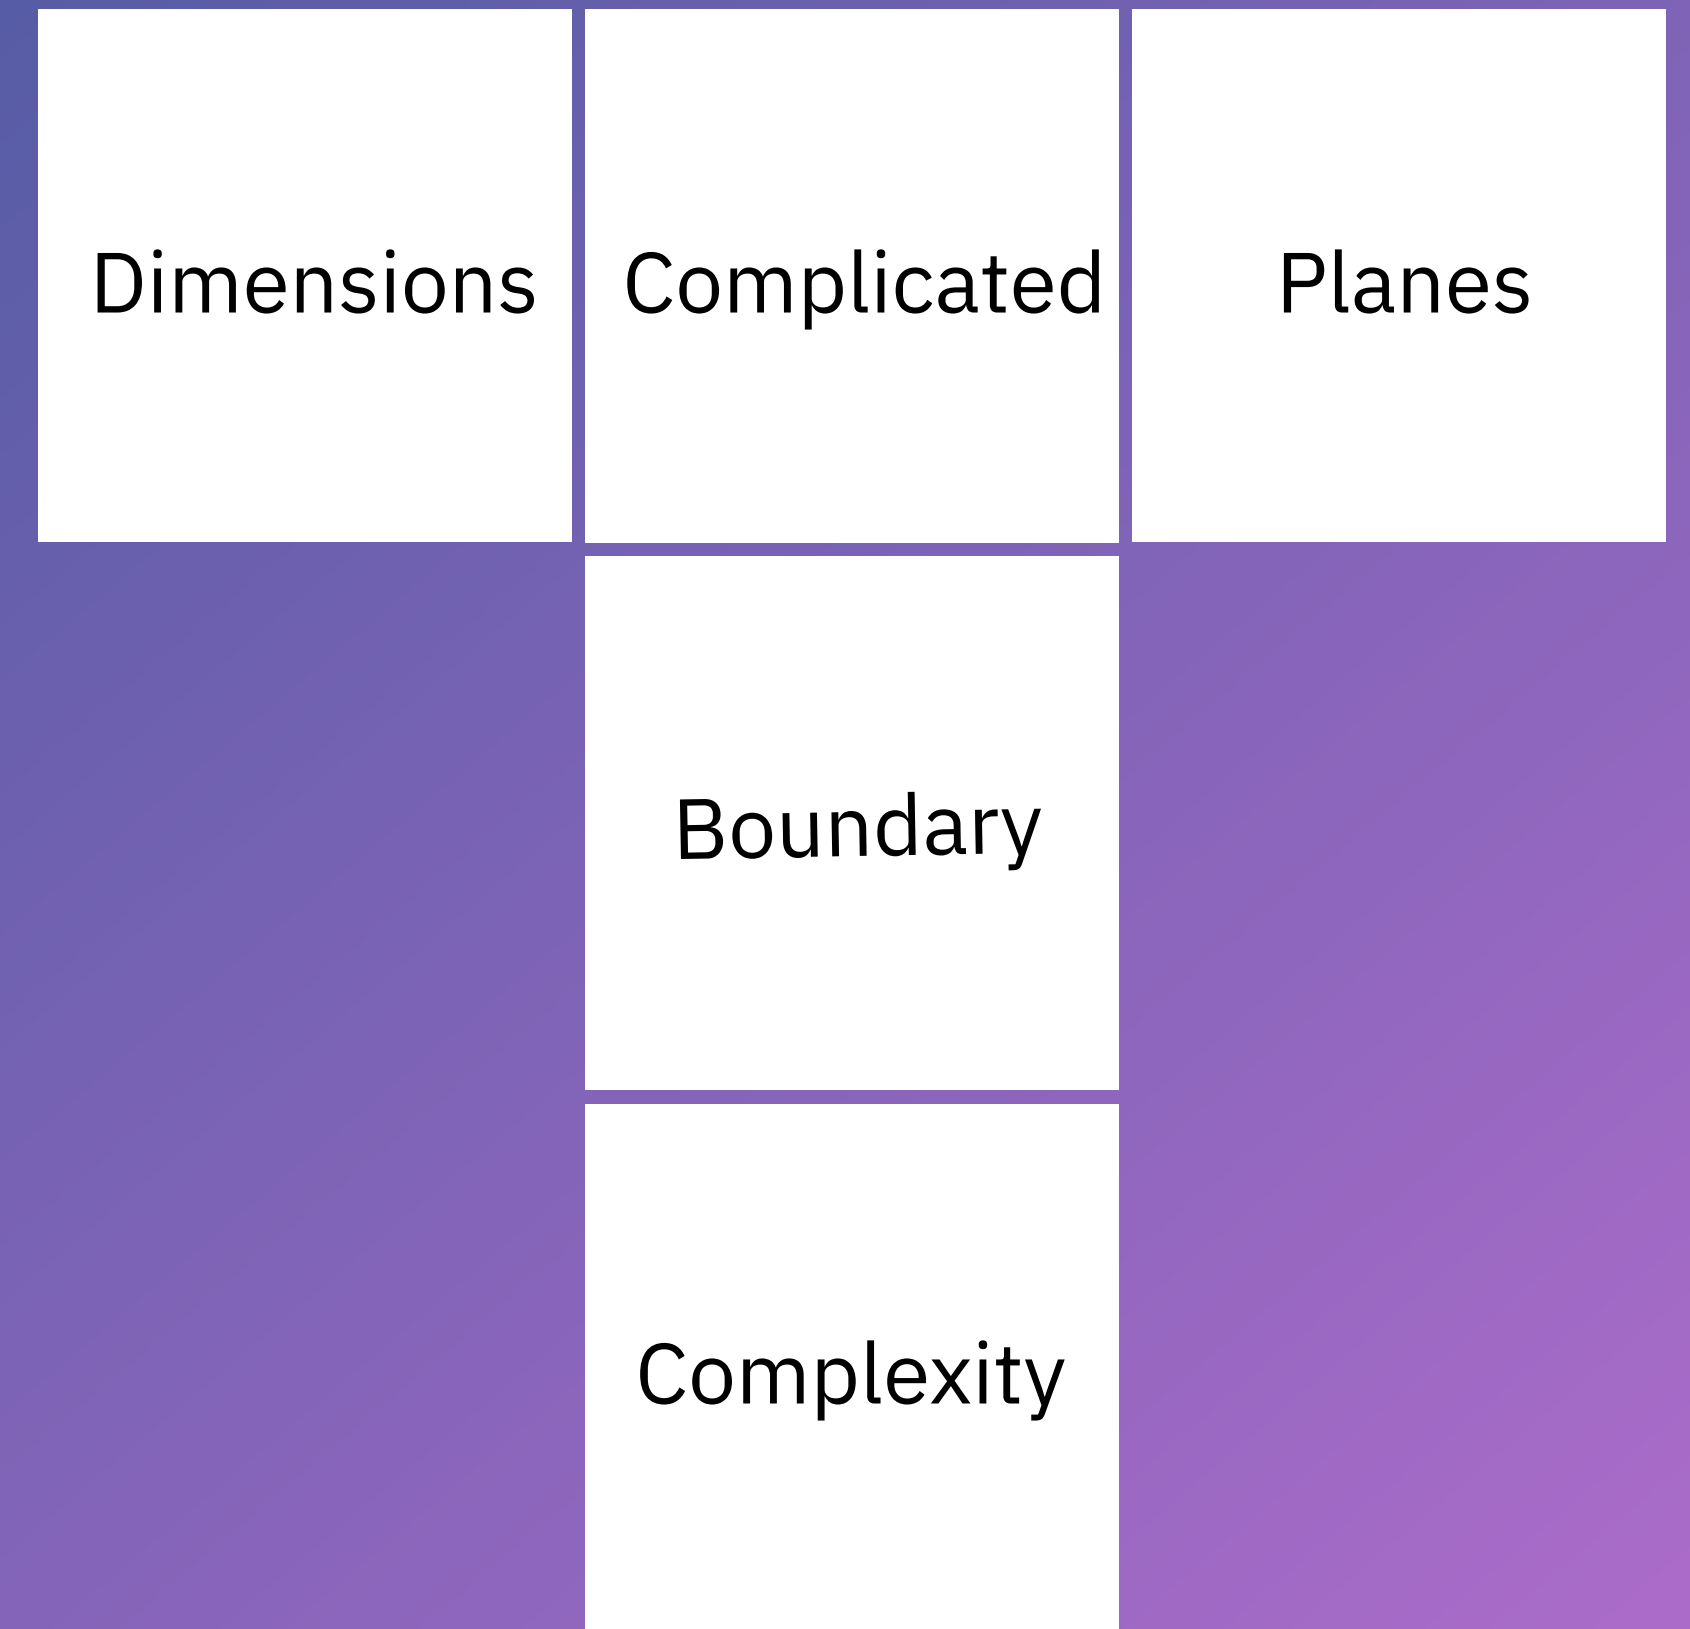 Dimensions
Complicated
Planes
Boundary
Complexity